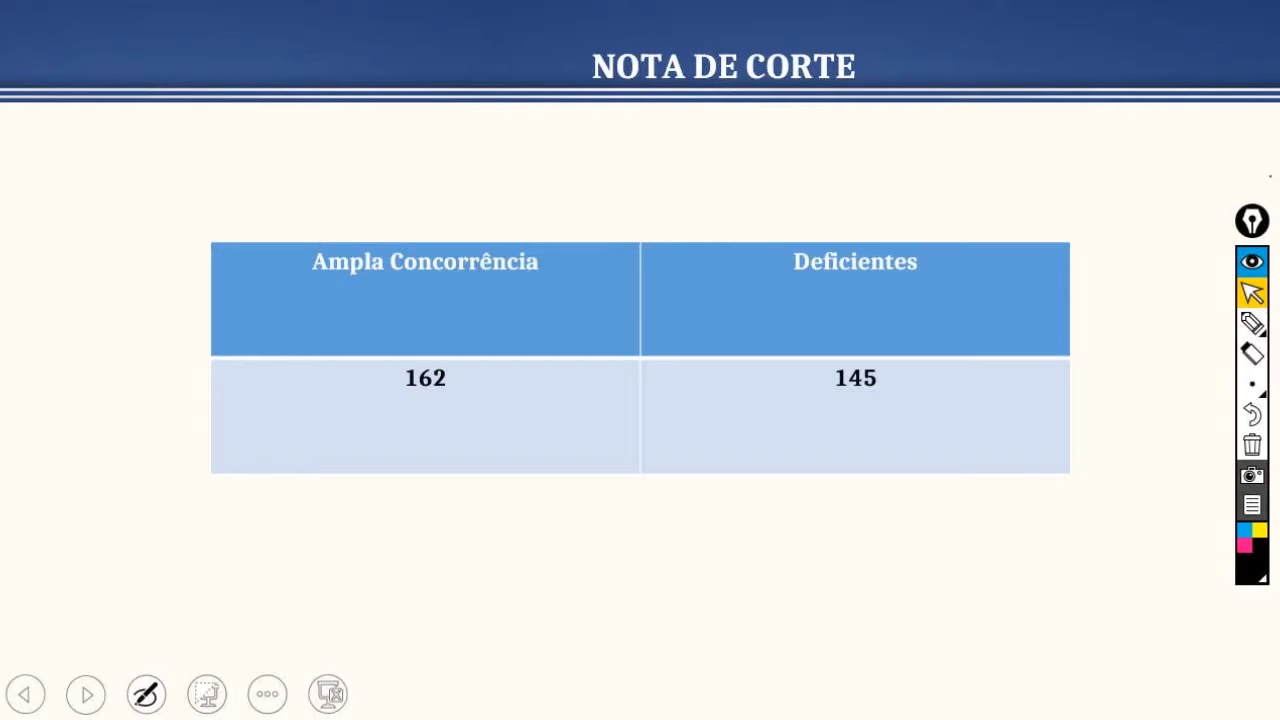 NOTA DE CORTE
Ampla Concorrência
Deficientes
162
145